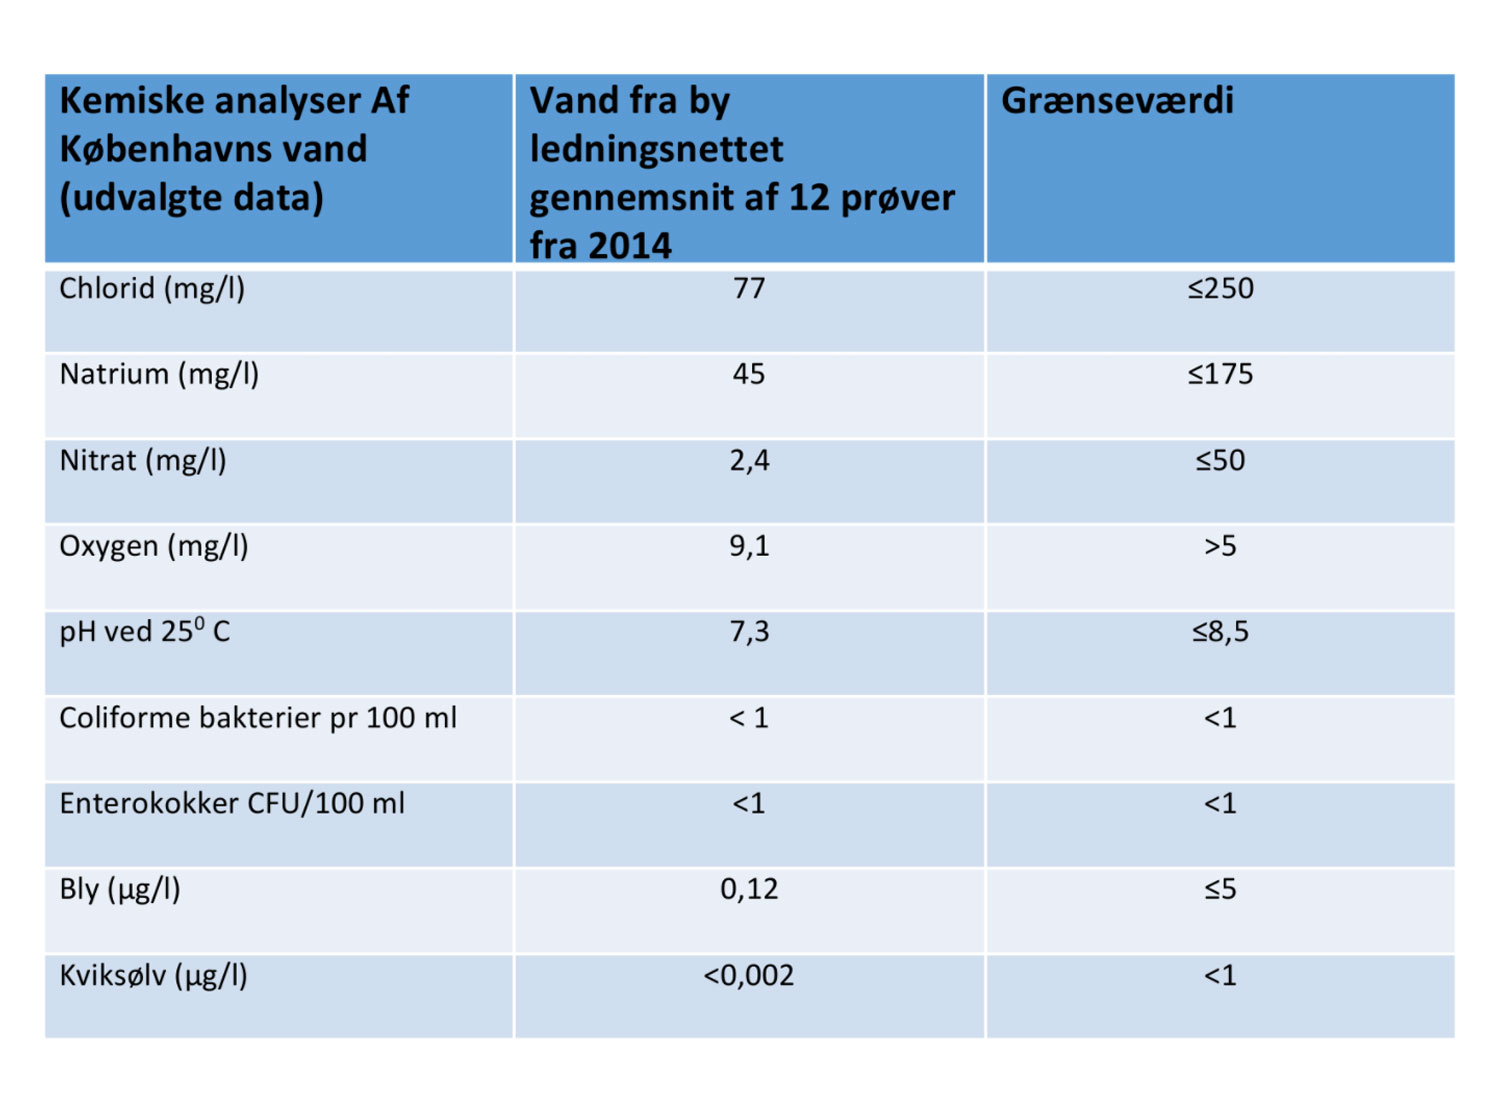 Kemiske analyser Af
Københavns vand
(udvalgte data)
Vand fra by
ledningsnettet
gennemsnit af 12 prøver
fra 2014
Grænseværdi
Chlorid (mg/l)
77
≤250
Natrium (mg/l)
45
≤175
Nitrat (mg/l)
2,4
≤50
Oxygen (mg/l)
9,1
>5
pH ved 25⁰ C
7,3
≤8,5
Coliforme bakterier pr 100 ml
< 1
<1
Enterokokker CFU/100 ml
<1
<1
Bly (µg/l)
0,12
≤5
Kviksølv (µg/l)
<0,002
<1